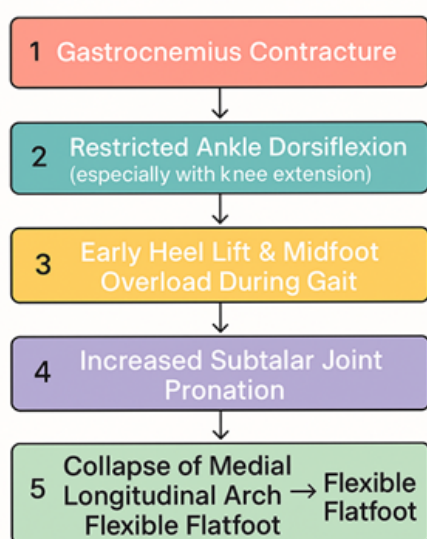 1 Gastrocnemius Contracture
2 Restricted Ankle Dorsiflexion
(especially with knee extension)
3 Early Heel Lift & Midfoot
Overload During Gait
4 Increased Subtalar Joint
Pronation
5 Collapse of Medial
Longitudinal Arch → Flexible
Flexible Flatfoot Flatfoot